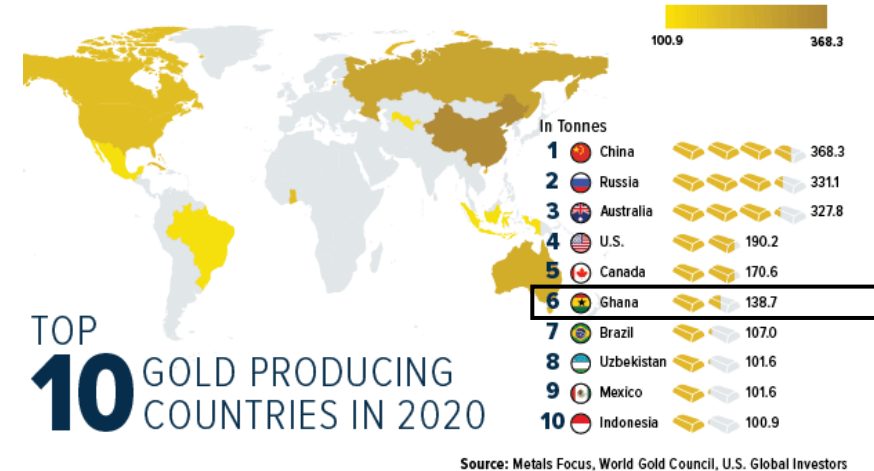 100.9 368.3
In Tonnes
1 China 368.3
2 Russia 331.1
3 Australia 327.8
4 U.S. 190.2
5 Canada 170.6
6 Ghana 138.7
7 Brazil 107.0
8 Uzbekistan 101.6
9 Mexico 101.6
10 Indonesia 100.9
TOP
10 GOLD PRODUCING
COUNTRIES IN 2020
Source: Metals Focus, World Gold Council, U.S. Global Investors